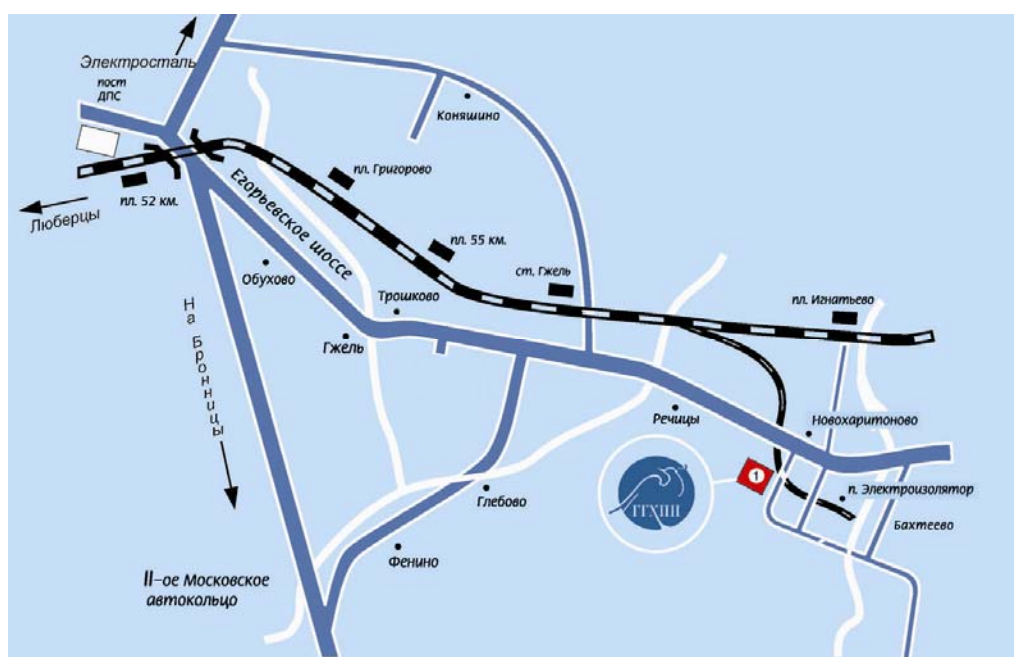 Электросталь
пост
ДПС
Коняшино
пл. Григорово
пл. 52 км.
Люберцы
Егорьевское шоссе
пл. 55 км.
Обухово
Трошково
ст. Гжель
пл. Игнатьево
Гжель
На Бронницы
Речицы
Новохаритоново
1
ГГХПИ
п. Электроизолятор
Глебово
Бахтеево
Фенино
II-ое Московское
автокольцо